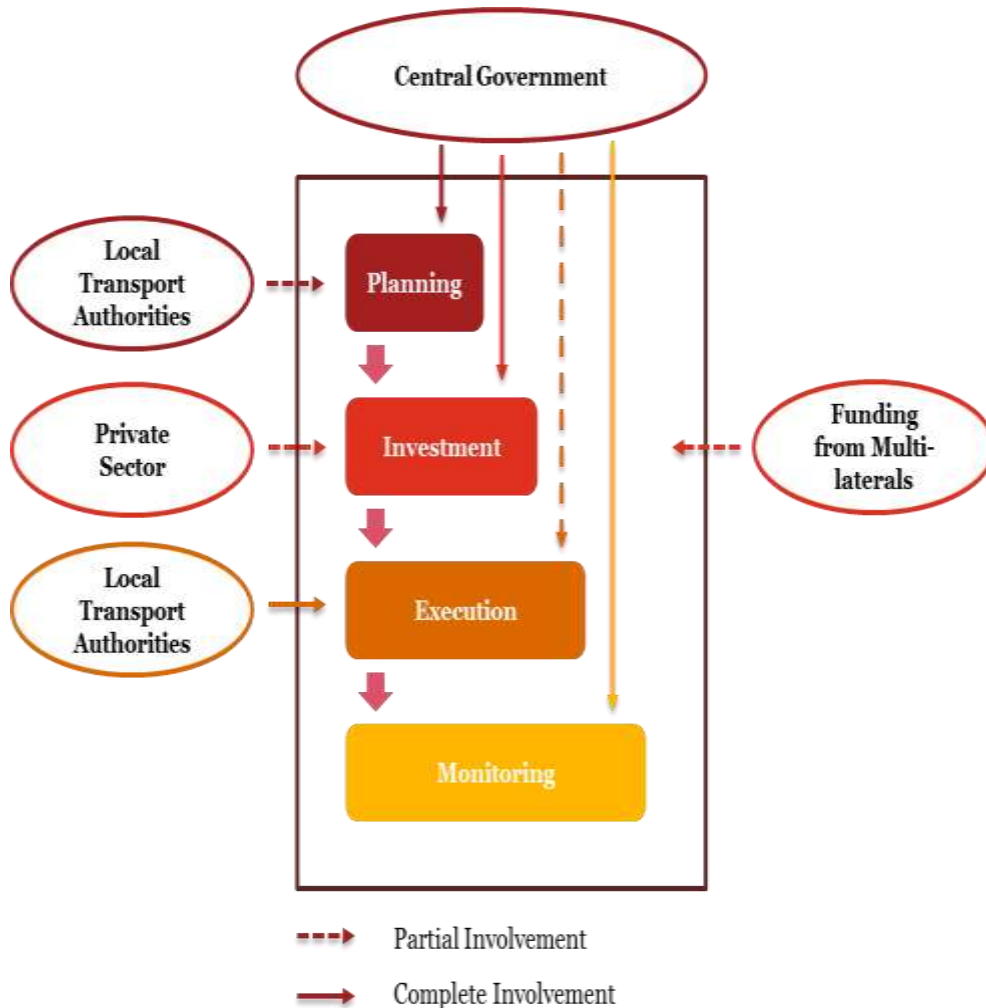 Central Government
Local
Transport
Authorities
Planning
Private
Sector
Investment
Funding
from Multi-
laterals
Local
Transport
Authorities
Execution
Monitoring
Partial Involvement
Complete Involvement